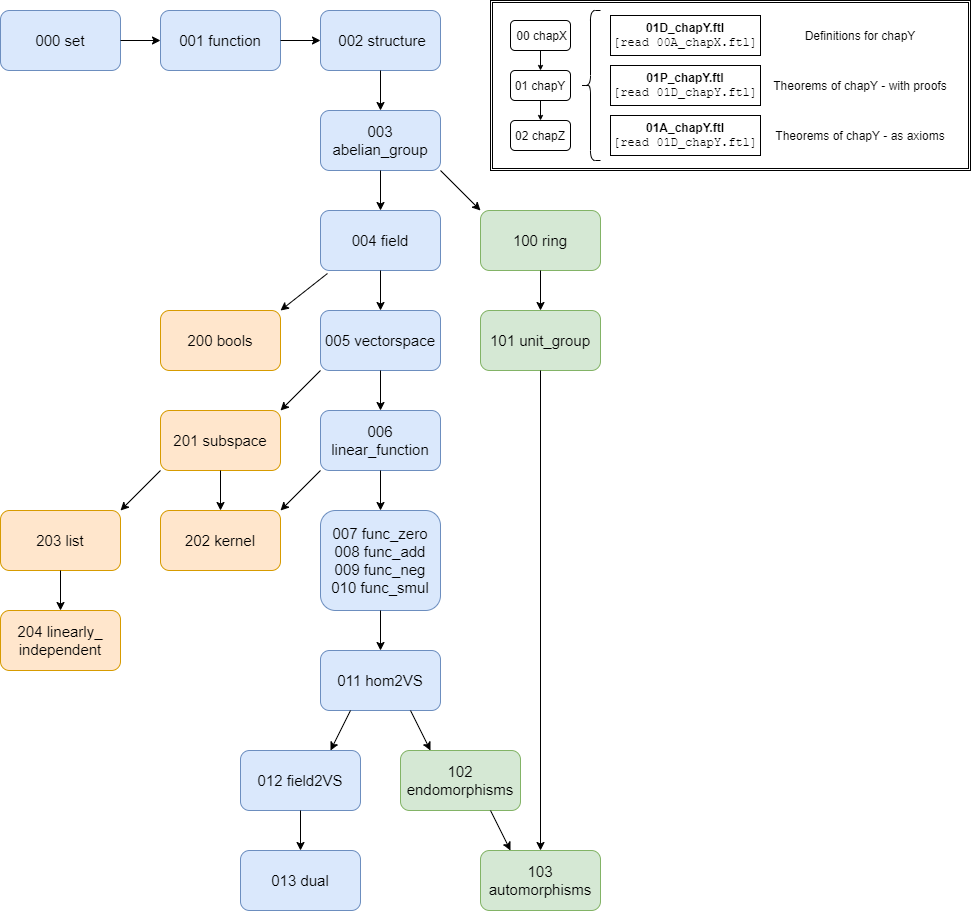 000 set
001 function
002 structure
003
abelian_group
004 field
100 ring
200 bools
005 vectorspace
101 unit_group
201 subspace
006
linear_function
203 list
202 kernel
007 func_zero
008 func_add
009 func_neg
010 func_smul
204 linearly_
independent
011 hom2VS
012 field2VS
102
endomorphisms
013 dual
103
automorphisms
00 chapX
01 chapY
02 chapZ
01D_chapY.ftl
[read 00A_chapX.ftl]
Definitions for chapY
01P_chapY.ftl
[read 01D_chapY.ftl]
Theorems of chapY - with proofs
01A_chapY.ftl
[read 01D_chapY.ftl]
Theorems of chapY - as axioms